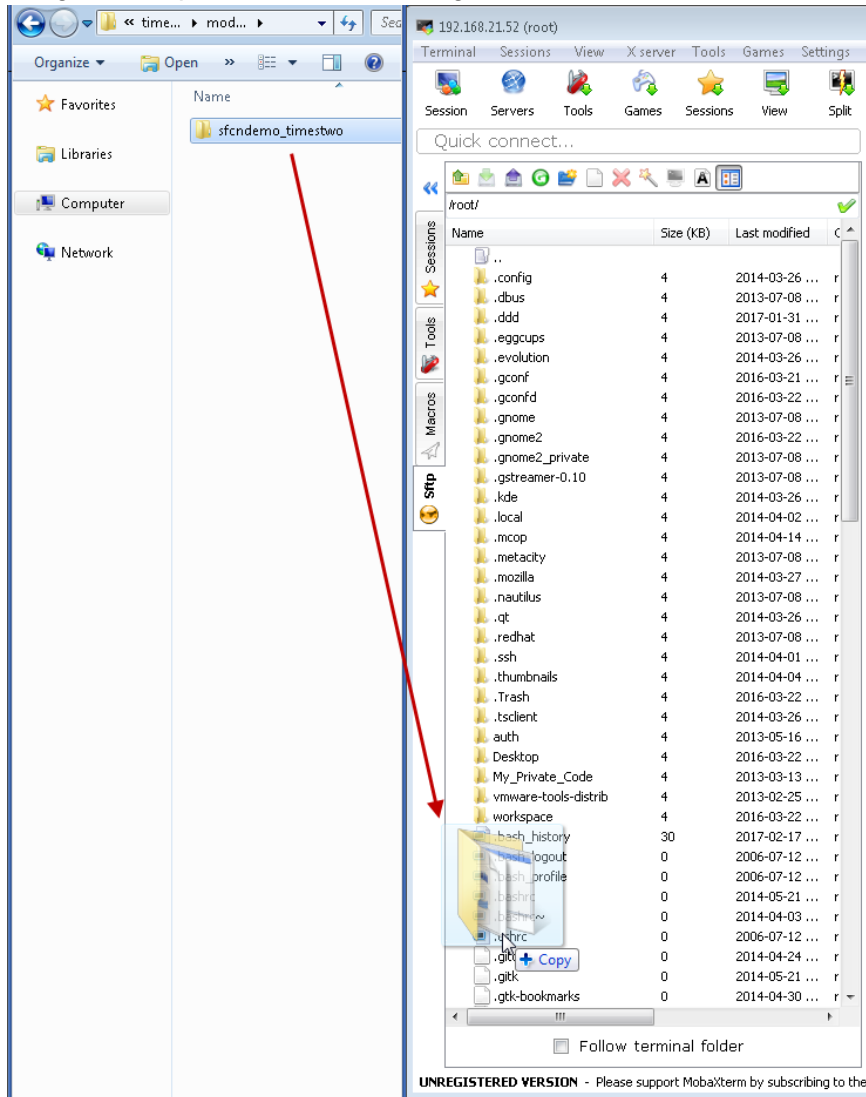 « time... ▸ mod... ▸
Organize ▾ Open »
Name
Favorites
sfcndemo_timestwo
Libraries
Computer
Network
192.168.21.52 (root)
Terminal Sessions View X server Tools Games Settings
Session Servers Tools Games Sessions View Split
Quick connect...
/root/
Sessions
Tools
Macros
Sftp
Name Size (KB) Last modified
..
.config 4 2014-03-26 ... r
.dbus 4 2013-07-08 ... r
.ddd 4 2017-01-31 ... r
.eggcups 4 2013-07-08 ... r
.evolution 4 2014-03-26 ... r
.gconf 4 2016-03-21 ... r
.gconfd 4 2016-03-22 ... r
.gnome 4 2013-07-08 ... r
.gnome2 4 2016-03-22 ... r
.gnome2_private 4 2013-07-08 ... r
.gstreamer-0.10 4 2013-07-08 ... r
.kde 4 2014-03-26 ... r
.local 4 2014-04-02 ... r
.mcop 4 2014-04-14 ... r
.metacity 4 2013-07-08 ... r
.mozilla 4 2014-03-27 ... r
.nautilus 4 2013-07-08 ... r
.qt 4 2014-03-26 ... r
.redhat 4 2013-07-08 ... r
.ssh 4 2014-04-01 ... r
.thumbnails 4 2014-04-04 ... r
.Trash 4 2016-03-22 ... r
.tsclient 4 2014-03-26 ... r
auth 4 2013-05-16 ... r
Desktop 4 2016-03-22 ... r
My_Private_Code 4 2013-03-13 ... r
vmware-tools-distrib 4 2013-02-25 ... r
workspace 4 2016-03-22 ... r
.bash_history 30 2017-02-17 ... r
.bash_logout 0 2006-07-12 ... r
.bash_profile 0 2006-07-12 ... r
.bashrc 0 2014-05-21 ... r
.bashrc~ 0 2014-04-03 ... r
.cshrc 0 2006-07-12 ... r
0 2014-04-24 ... r
Copy
.gitk 0 2014-05-21 ... r
.gtk-bookmarks 0 2014-04-30 ... r
Follow terminal folder
UNREGISTERED VERSION - Please support MobaXterm by subscribing to the